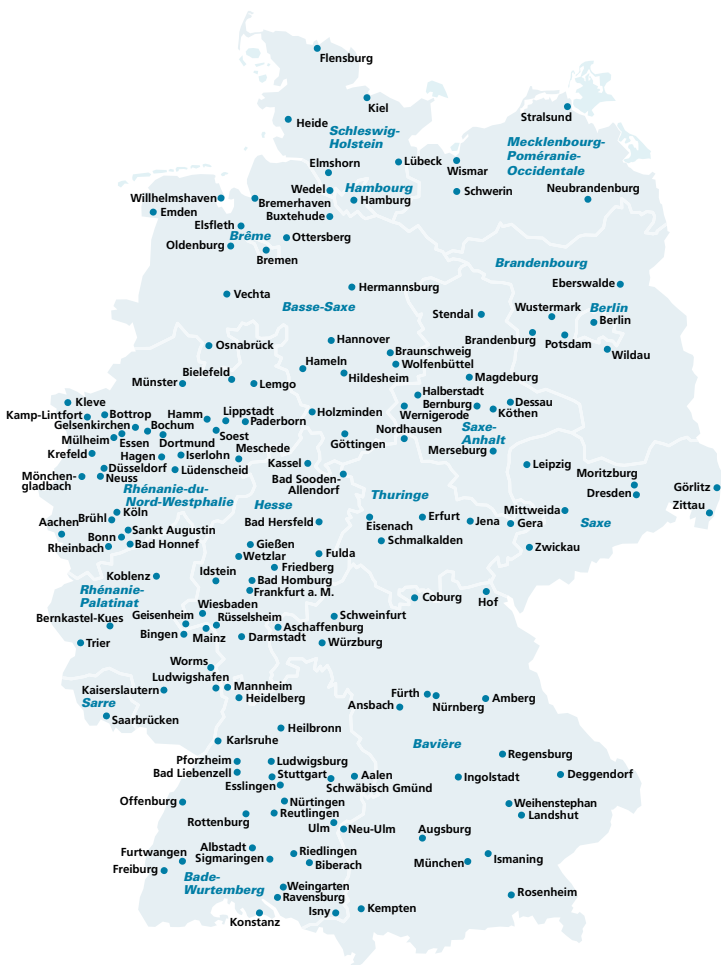 Flensburg
Kiel
Stralsund
Heide
Schleswig-
Holstein
Mecklenbourg-
Poméranie-
Occidentale
Elmshorn
Lübeck
Wismar
Wedel
Hambourg
Schwerin
Neubrandenburg
Willhelmshaven
Bremerhaven
Hamburg
Emden
Buxtehude
Elsfleth
Brême
Ottersberg
Oldenburg
Bremen
Brandenbourg
Eberswalde
Hermannsburg
Vechta
Basse-Saxe
Stendal
Wustermark
Berlin
Berlin
Brandenburg
Potsdam
Wildau
Osnabrück
Hannover
Braunschweig
Wolfenbüttel
Hameln
Hildesheim
Bielefeld
Münster
Lemgo
Magdeburg
Halberstadt
Bernburg
Dessau
Köthen
Wernigerode
Kleve
Kamp-Lintfort
Bottrop
Hamm
Lippstadt
Paderborn
Holzminden
Gelsenkirchen
Bochum
Nordhausen
Saxe-
Anhalt
Mülheim
Essen
Dortmund
Soest
Göttingen
Merseburg
Krefeld
Hagen
Iserlohn
Meschede
Kassel
Leipzig
Düsseldorf
Lüdenscheid
Mönchen-
gladbach
Neuss
Bad Sooden-
Allendorf
Moritzburg
Dresden
Görlitz
Zittau
Rhénanie-du-
Nord-Westphalie
Hesse
Thuringe
Köln
Brühl
Aachen
Sankt Augustin
Bad Hersfeld
Eisenach
Erfurt
Jena
Mittweida
Gera
Saxe
Bonn
Rheinbach
Bad Honnef
Gießen
Wetzlar
Fulda
Schmalkalden
Zwickau
Friedberg
Koblenz
Idstein
Bad Homburg
Frankfurt a. M.
Rhénanie-
Palatinat
Coburg
Hof
Wiesbaden
Bernkastel-Kues
Geisenheim
Rüsselsheim
Schweinfurt
Aschaffenburg
Bingen
Mainz
Darmstadt
Würzburg
Trier
Worms
Ludwigshafen
Mannheim
Kaiserslautern
Heidelberg
Fürth
Nürnberg
Amberg
Ansbach
Sarre
Saarbrücken
Heilbronn
Karlsruhe
Bavière
Regensburg
Pforzheim
Ludwigsburg
Bad Liebenzell
Stuttgart
Aalen
Ingolstadt
Deggendorf
Esslingen
Schwäbisch Gmünd
Offenburg
Nürtingen
Weihenstephan
Rottenburg
Reutlingen
Landshut
Ulm
Neu-Ulm
Augsburg
Albstadt
Furtwangen
Sigmaringen
Riedlingen
Biberach
München
Ismaning
Freiburg
Bade-
Wurtemberg
Weingarten
Ravensburg
Rosenheim
Konstanz
Isny
Kempten